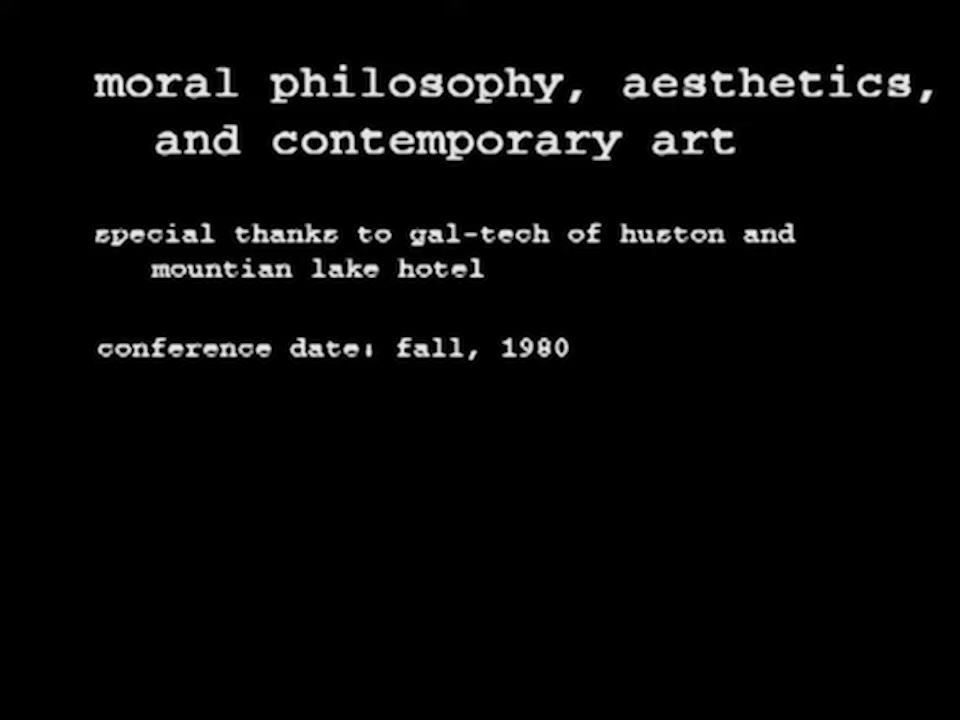 moral philosophy, aesthetics,
and contemporary art
special thanks to gal-tech of huston and
mountian lake hotel
conference date: fall, 1980